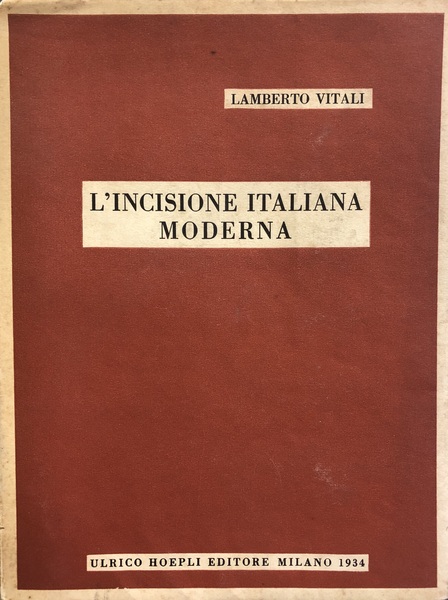 LAMBERTO VITALI
L'INCISIONE ITALIANA
MODERNA
ULRICO HOEPLI EDITORE MILANO 1934